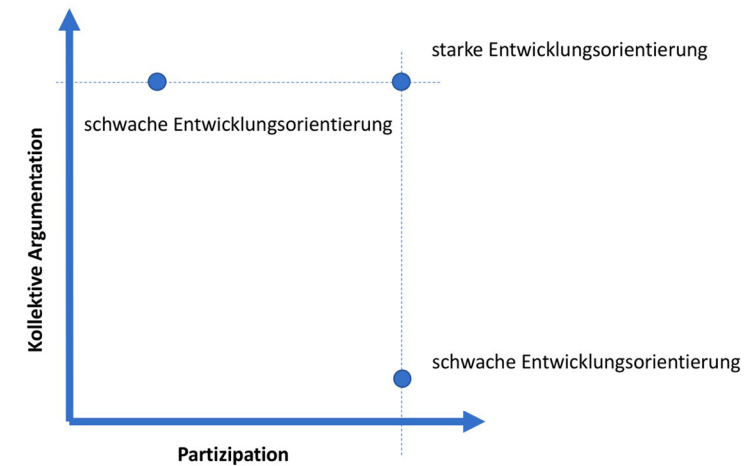 starke Entwicklungsorientierung
schwache Entwicklungsorientierung
Kollektive Argumentation
schwache Entwicklungsorientierung
Partizipation